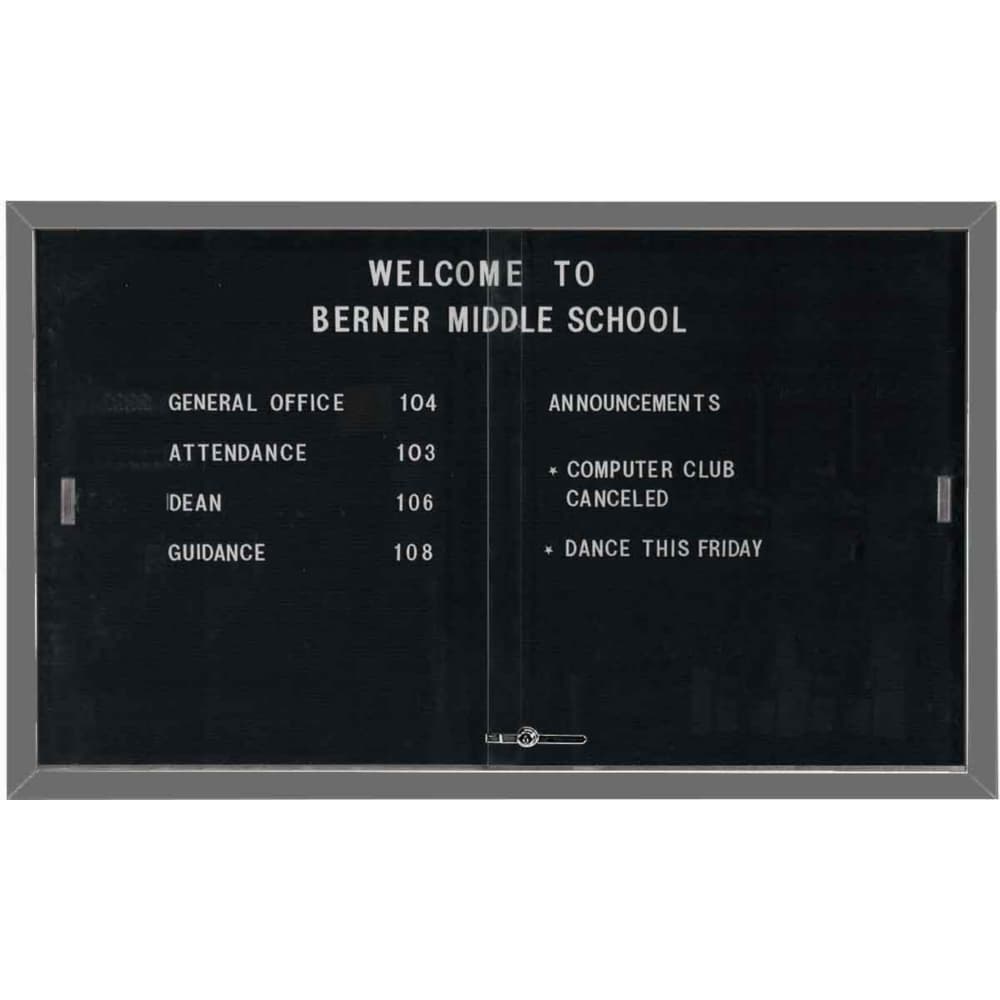 WELCOME TO
BERNER MIDDLE SCHOOL
GENERAL OFFICE 104
ATTENDANCE 103
DEAN 106
GUIDANCE 108
ANNOUNCEMENTS
* COMPUTER CLUB
CANCELED
* DANCE THIS FRIDAY